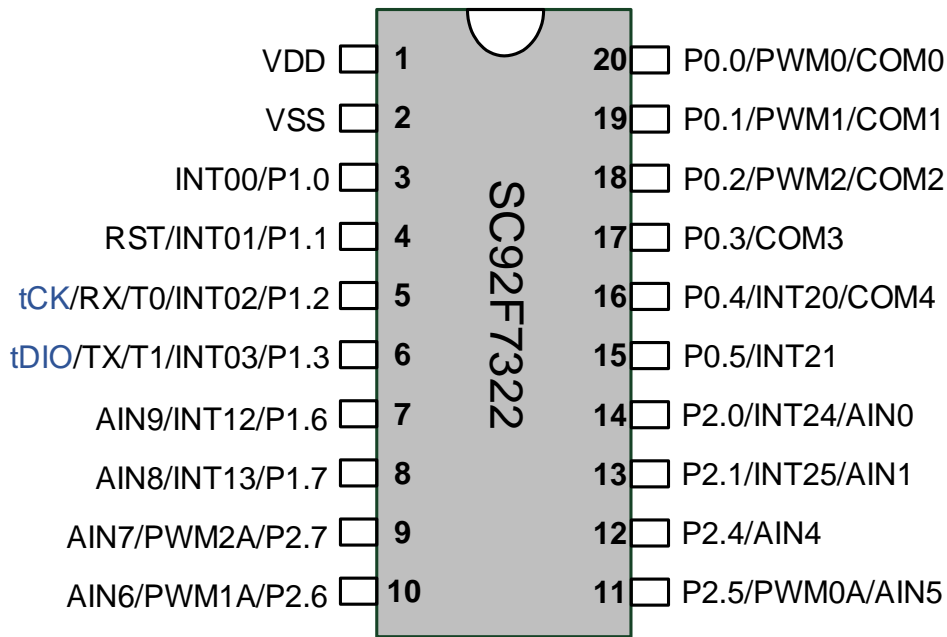 VDD 1 20 P0.0/PWM0/COM0
VSS 2 19 P0.1/PWM1/COM1
INT00/P1.0 3 18 P0.2/PWM2/COM2
RST/INT01/P1.1 4 17 P0.3/COM3
tCK/RX/T0/INT02/P1.2 5 16 P0.4/INT20/COM4
tDIO/TX/T1/INT03/P1.3 6 15 P0.5/INT21
AIN9/INT12/P1.6 7 14 P2.0/INT24/AIN0
AIN8/INT13/P1.7 8 13 P2.1/INT25/AIN1
AIN7/PWM2A/P2.7 9 12 P2.4/AIN4
AIN6/PWM1A/P2.6 10 11 P2.5/PWM0A/AIN5
SC92F7322